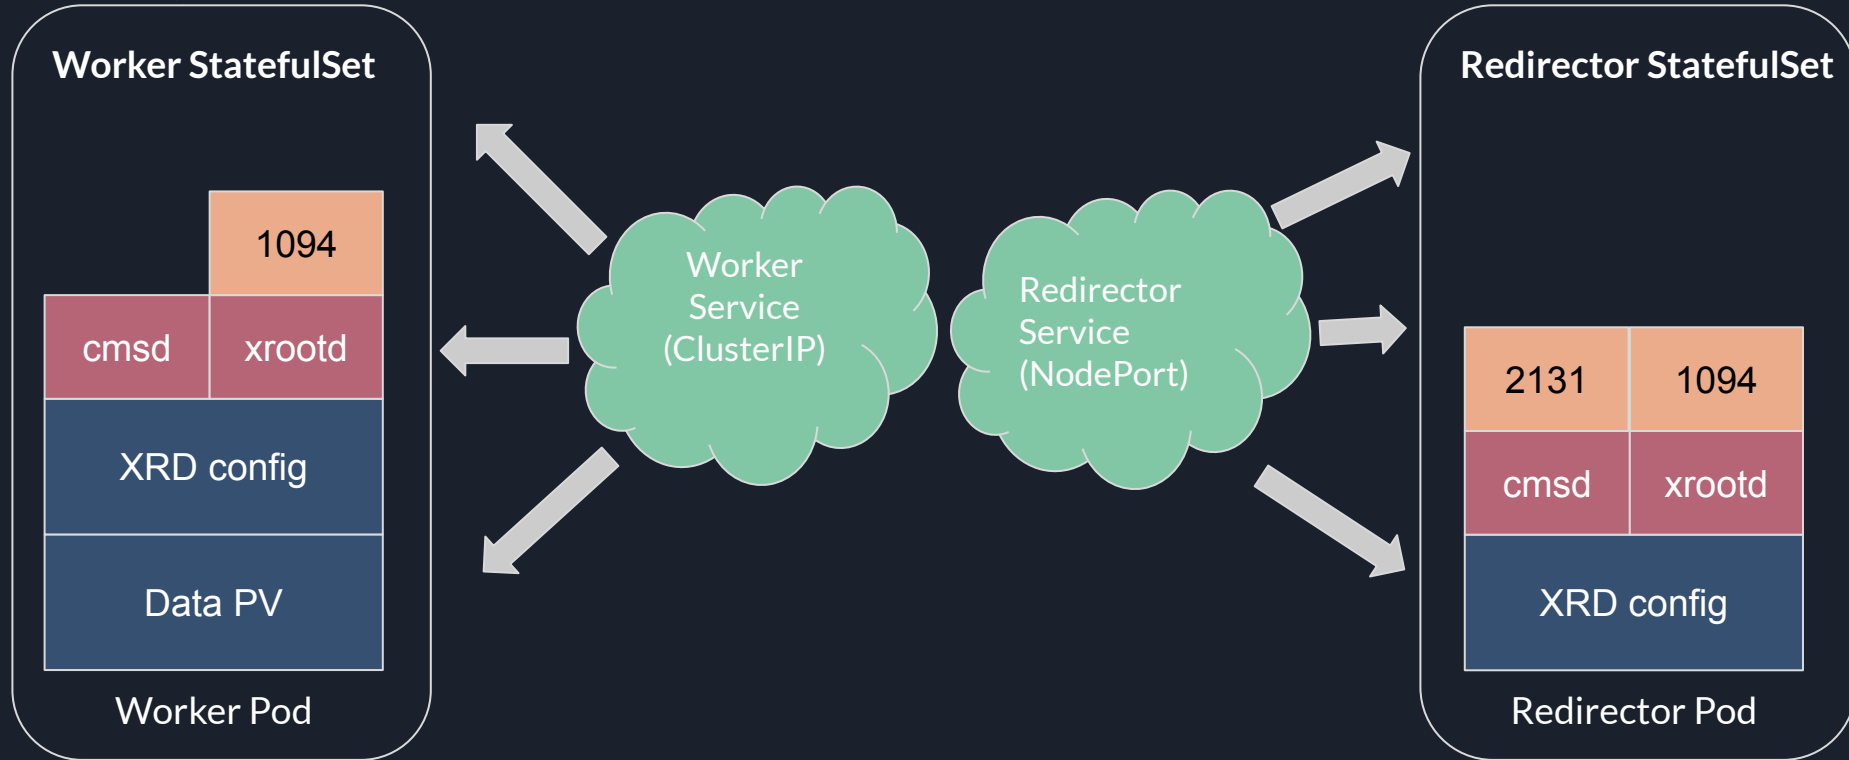 Worker StatefulSet
1094
cmsd
xrootd
XRD config
Data PV
Worker Pod
Worker
Service
(ClusterIP)
Redirector
Service
(NodePort)
Redirector StatefulSet
2131
1094
cmsd
xrootd
XRD config
Redirector Pod